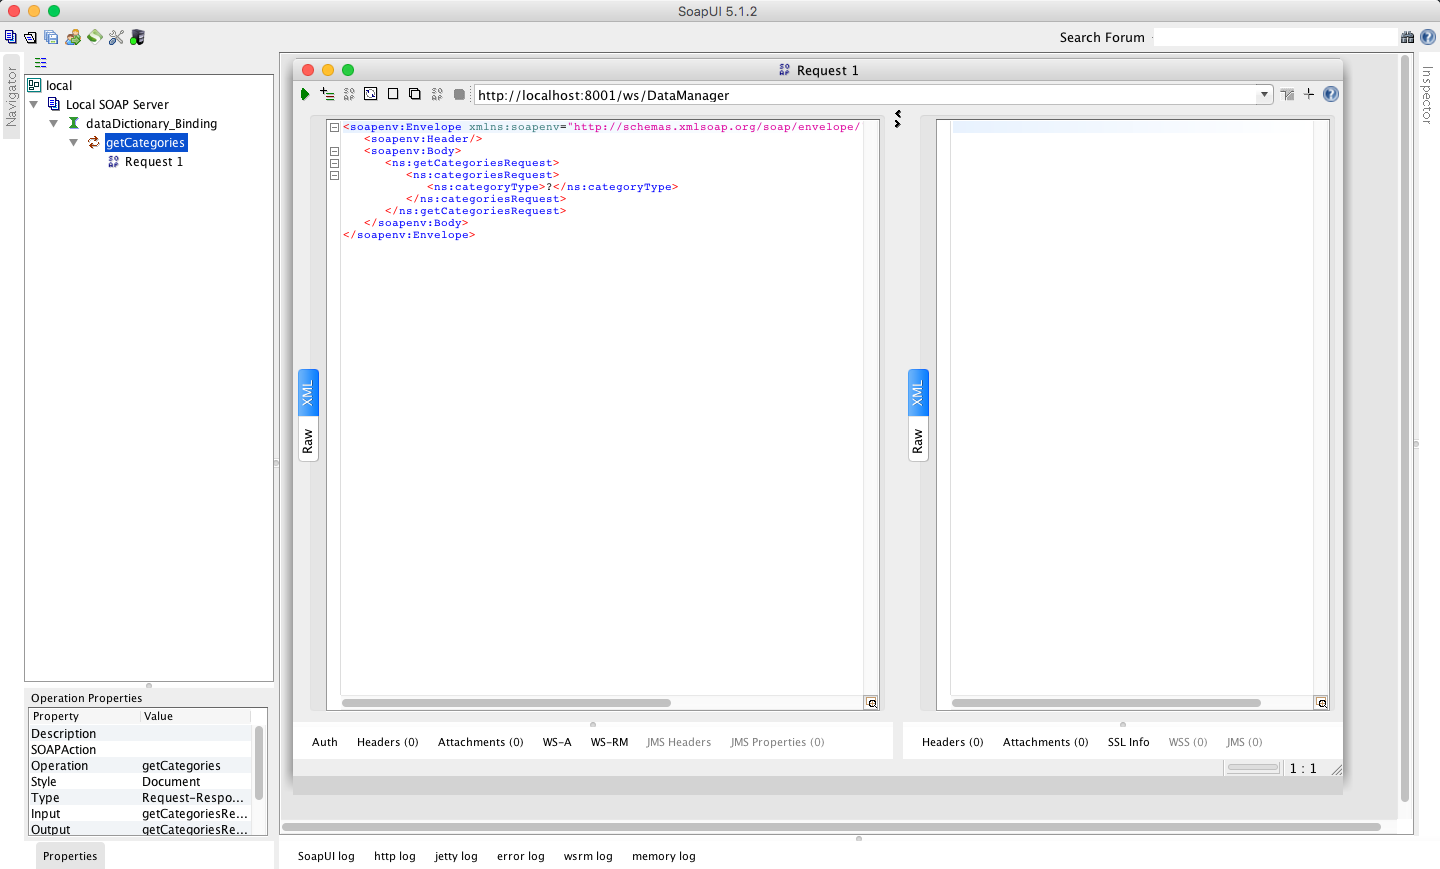 SoapUI 5.1.2
Search Forum
Navigator
local
Local SOAP Server
dataDictionary_Binding
getCategories
Request 1
Operation Properties
Property Value
Description
SOAPAction
Operation getCategories
Style Document
Type Request-Respo...
Input getCategoriesRe...
Output getCategoriesRe...
Properties
Request 1
http://localhost:8001/ws/DataManager
XML
Raw
<soapenv:Envelope xmlns:soapenv="http://schemas.xmlsoap.org/soap/envelope/
<soapenv:Header/>
<soapenv:Body>
<ns:getCategoriesRequest>
<ns:categoriesRequest>
<ns:categoryType>?</ns:categoryType>
</ns:categoriesRequest>
</ns:getCategoriesRequest>
</soapenv:Body>
</soapenv:Envelope>
Auth Headers (0) Attachments (0) WS-A WS-RM JMS Headers JMS Properties (0)
XML
Raw
Headers (0) Attachments (0) SSL Info WSS (0) JMS (0)
1 : 1
Inspector
SoapUI log http log jetty log error log wsrm log memory log